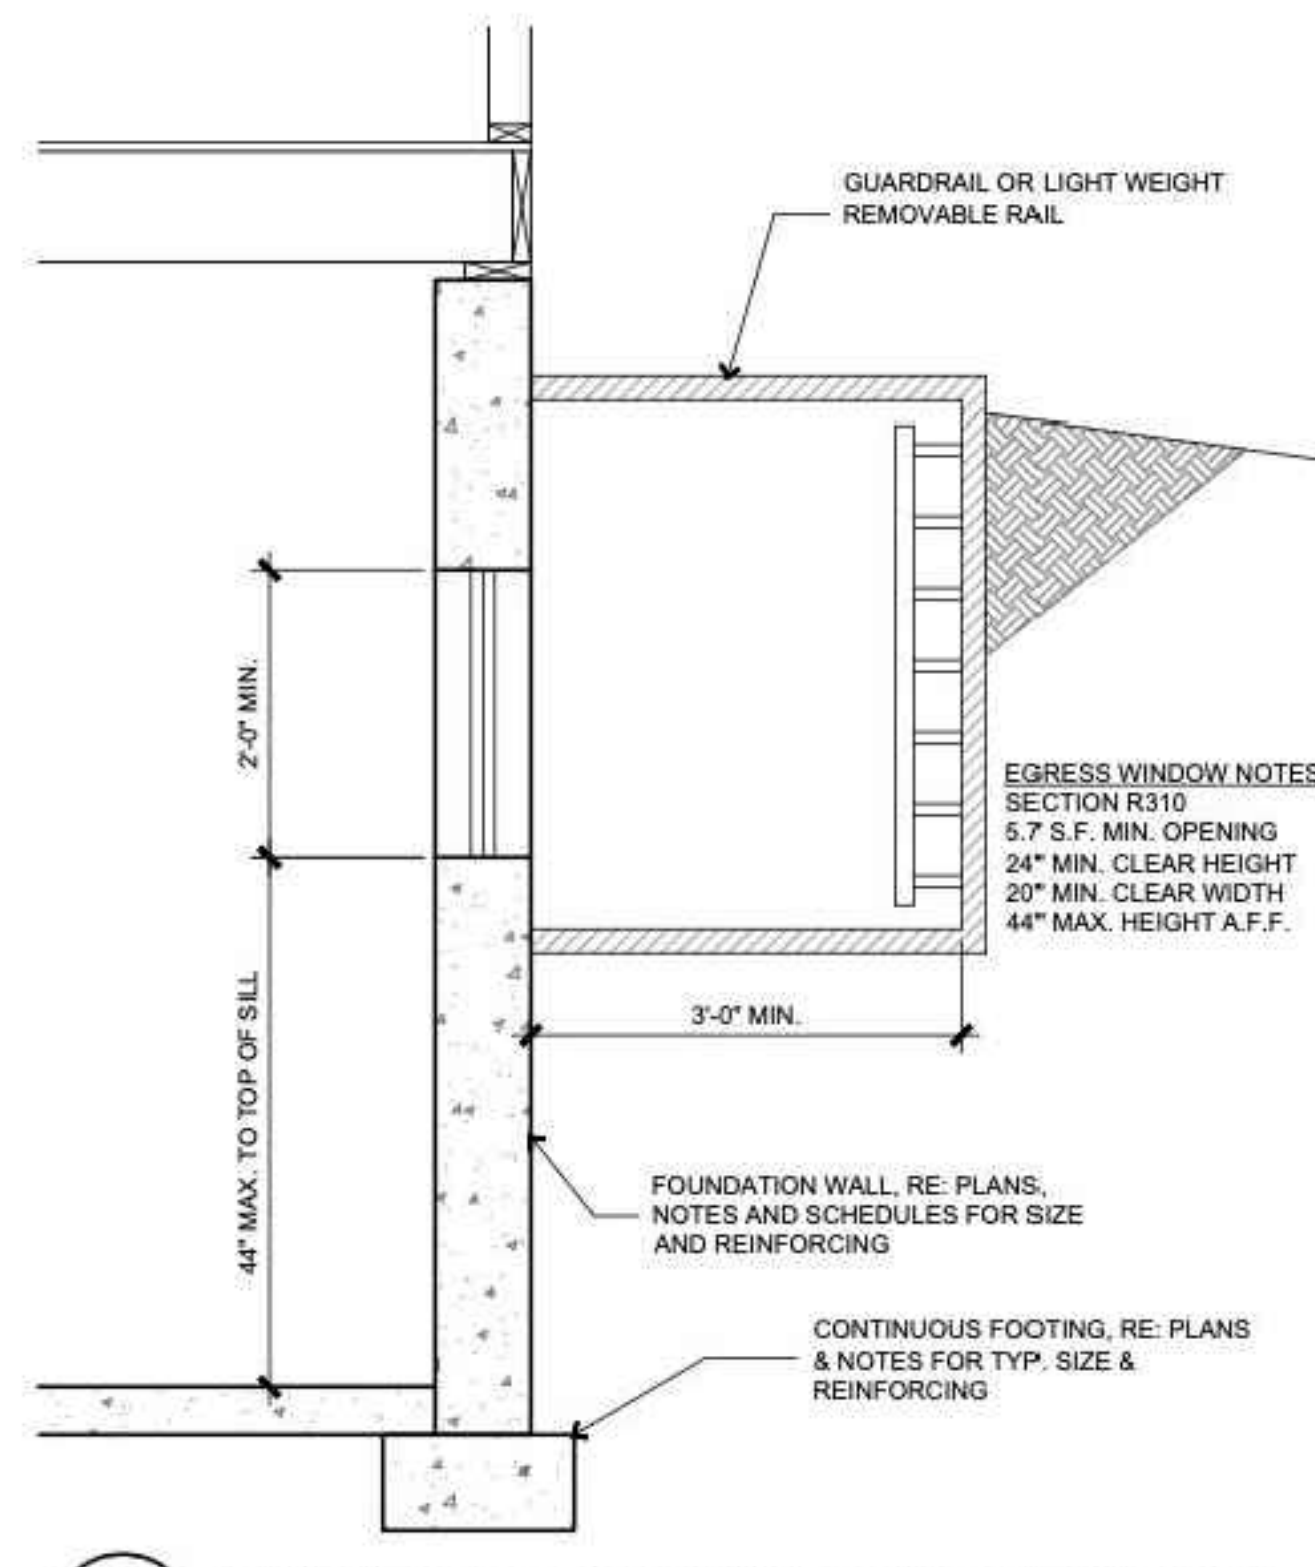 GUARDRAIL OR LIGHT WEIGHT
REMOVABLE RAIL
2'-0" MIN.
EGRESS WINDOW NOTES
SECTION R310
5.7 S.F. MIN. OPENING
24" MIN. CLEAR HEIGHT
20" MIN. CLEAR WIDTH
44" MAX. HEIGHT A.F.F.
44" MAX. TO TOP OF SILL
3'-0" MIN.
FOUNDATION WALL, RE: PLANS,
NOTES AND SCHEDULES FOR SIZE
AND REINFORCING
CONTINUOUS FOOTING, RE: PLANS
& NOTES FOR TYP. SIZE &
REINFORCING